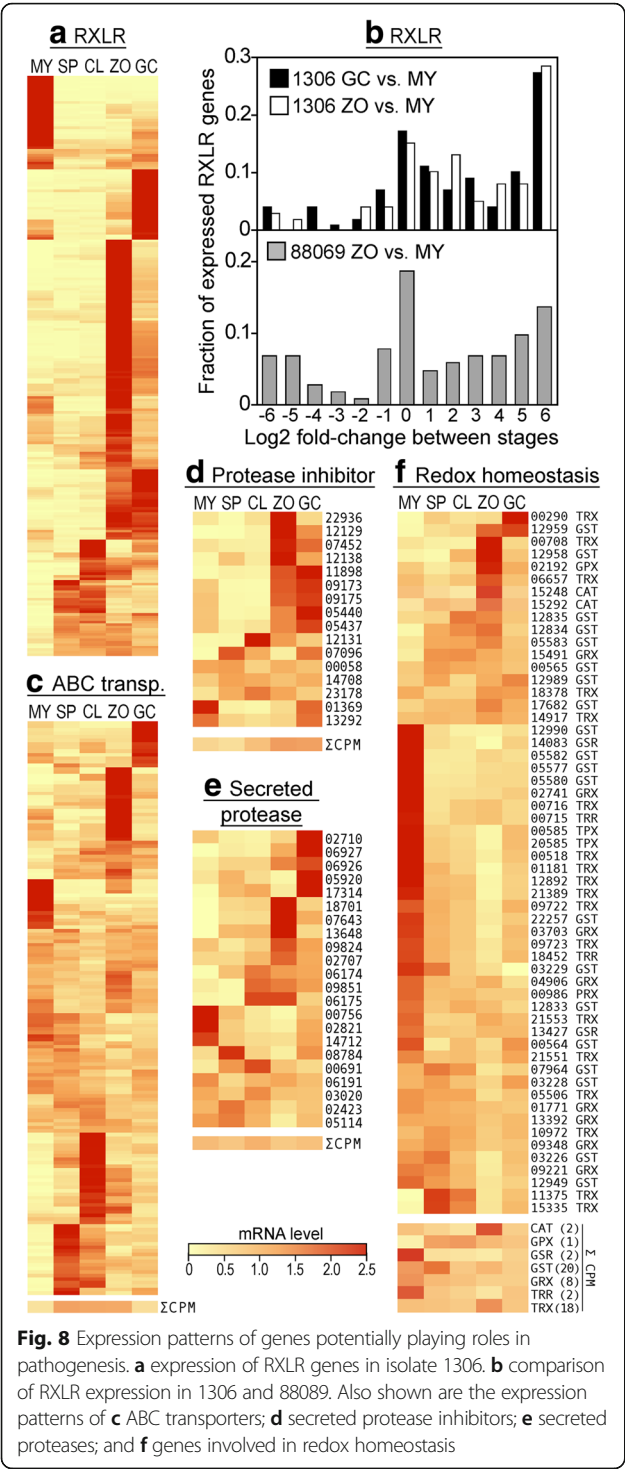 a RXLR
MY SP CL ZO GC
b RXLR
0.3
0.2
0.1
0
1306 GC vs. MY
1306 ZO vs. MY
0.2
0.1
0
88069 ZO vs. MY
Fraction of expressed RXLR genes
-6 -5 -4 -3 -2 -1 0 1 2 3 4 5 6
Log2 fold-change between stages
c ABC transp.
MY SP CL ZO GC
ΣCPM
d Protease inhibitor
MY SP CL ZO GC
22936
12129
07452
12138
11898
09173
09175
05440
05437
12131
07096
00058
14708
23178
01369
13292
ΣCPM
e Secreted
protease
02710
06927
06926
05920
17314
18701
07643
13648
09824
02707
06174
09851
06175
00756
02821
14712
08784
00691
06191
03020
02423
05114
ΣCPM
mRNA level
0 0.5 1.0 1.5 2.0 2.5
f Redox homeostasis
MY SP CL ZO GC
00290 TRX
12959 GST
00708 TRX
12958 GST
02192 GPX
06657 TRX
15248 CAT
15292 CAT
12835 GST
12834 GST
05583 GST
15491 GRX
00565 GST
12989 GST
18378 TRX
17682 GST
14917 TRX
12990 GST
14083 GSR
05582 GST
05577 GST
05580 GST
02741 GRX
00716 TRX
00715 TRR
00585 TPX
20585 TPX
00518 TRX
01181 TRX
12892 TRX
21389 TRX
09722 TRX
22257 GST
03703 GRX
09723 TRX
18452 TRR
03229 GST
04906 GRX
00986 PRX
12833 GST
21553 TRX
13427 GSR
00564 GST
21551 TRX
07964 GST
03228 GST
05506 TRX
01771 GRX
13392 GRX
10972 TRX
09348 GRX
03226 GST
09221 GRX
12949 GST
11375 TRX
15335 TRX
CAT (2)
GPX (1)
GSR (2)
GST(20)
GRX (8)
TRR (2)
TRX(18)
Σ CPM
Fig. 8 Expression patterns of genes potentially playing roles in
pathogenesis. a expression of RXLR genes in isolate 1306. b comparison
of RXLR expression in 1306 and 88089. Also shown are the expression
patterns of c ABC transporters; d secreted protease inhibitors; e secreted
proteases; and f genes involved in redox homeostasis